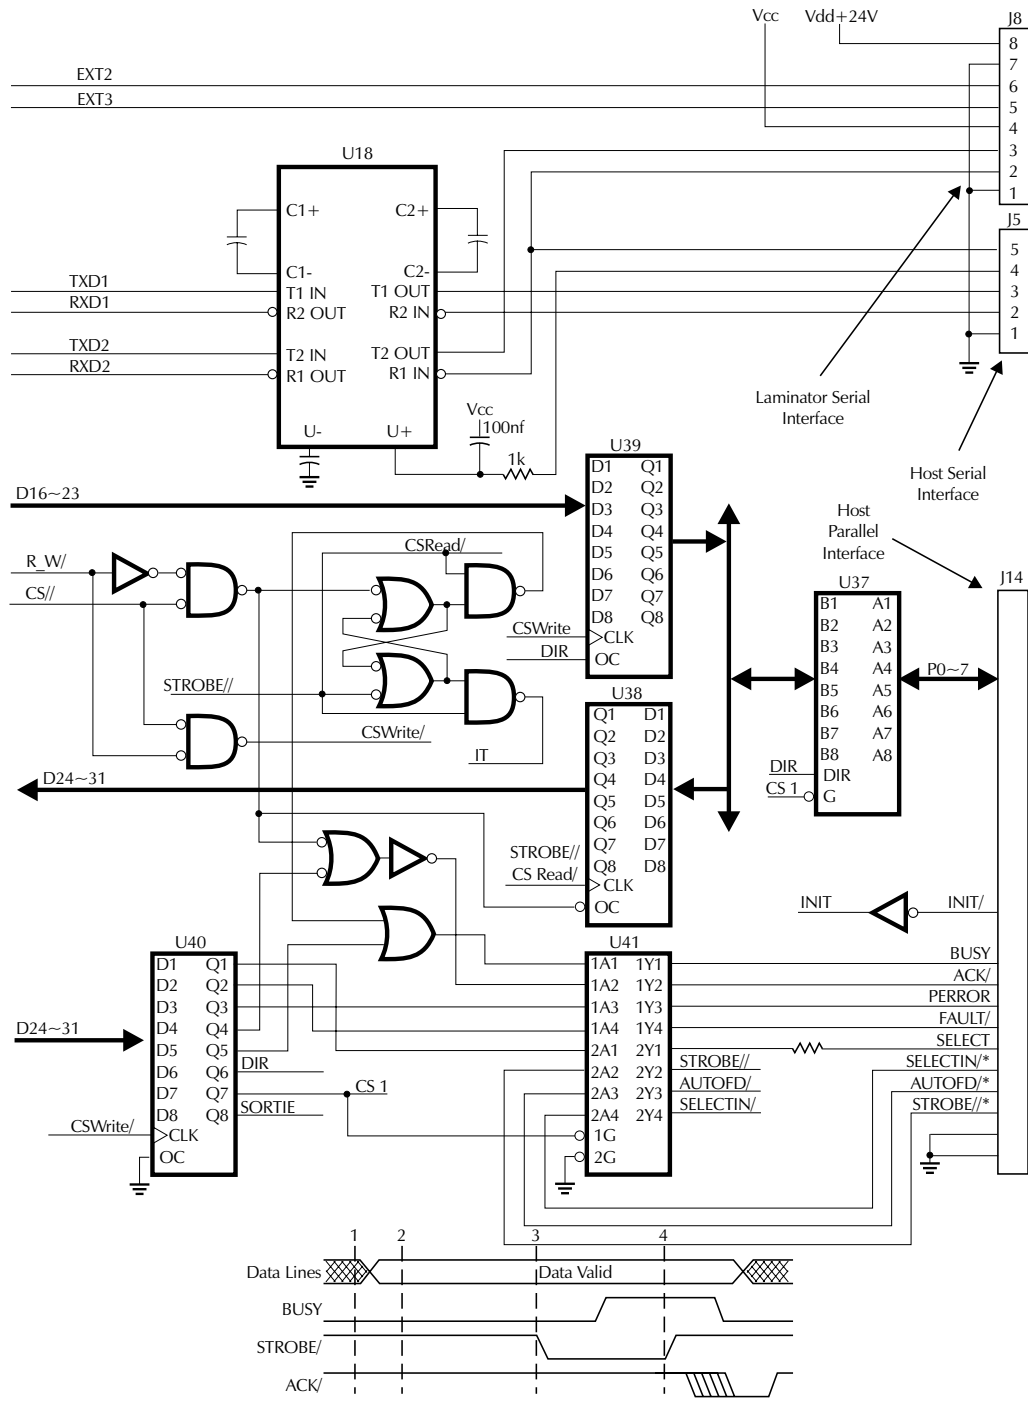 Vcc Vdd+24V J8
8
7
EXT2 6
EXT3 5
4
3
2
1
U18
C1+ C2+
C1- C2-
TXD1 T1 IN T1 OUT
RXD1 R2 OUT R2 IN
TXD2 T2 IN T2 OUT
RXD2 R1 OUT R1 IN
U- U+
J5
5
4
3
2
1
Laminator Serial
Interface
Host Serial
Interface
Vcc
100nf
1k
U39
D1 Q1
D2 Q2
D3 Q3
D4 Q4
D5 Q5
D6 Q6
D7 Q7
D8 Q8
CSWrite CLK
DIR OC
D16~23
Host
Parallel
Interface
J14
R_W/
CS//
CSRead/
STROBE//
CSWrite/
IT
U37
B1 A1
B2 A2
B3 A3
B4 A4
B5 A5
B6 A6
B7 A7
B8 A8
DIR DIR
CS 1 G
P0~7
U38
Q1 D1
Q2 D2
Q3 D3
Q4 D4
Q5 D5
Q6 D6
Q7 D7
Q8 D8
STROBE//
CS Read/ CLK
OC
D24~31
INIT INIT/
U40
D1 Q1
D2 Q2
D3 Q3
D4 Q4
D5 Q5
D6 Q6 DIR
D7 Q7 CS 1
D8 Q8 SORTIE
CSWrite/ CLK
OC
D24~31
U41
1A1 1Y1 BUSY
1A2 1Y2 ACK/
1A3 1Y3 PERROR
1A4 1Y4 FAULT/
2A1 2Y1 SELECT
2A2 2Y2 STROBE// SELECTIN/*
2A3 2Y3 AUTOFD/ AUTOFD/*
2A4 2Y4 SELECTIN/ STROBE//*
1G
2G
1 2 3 4
Data Lines Data Valid
BUSY
STROBE/
ACK/